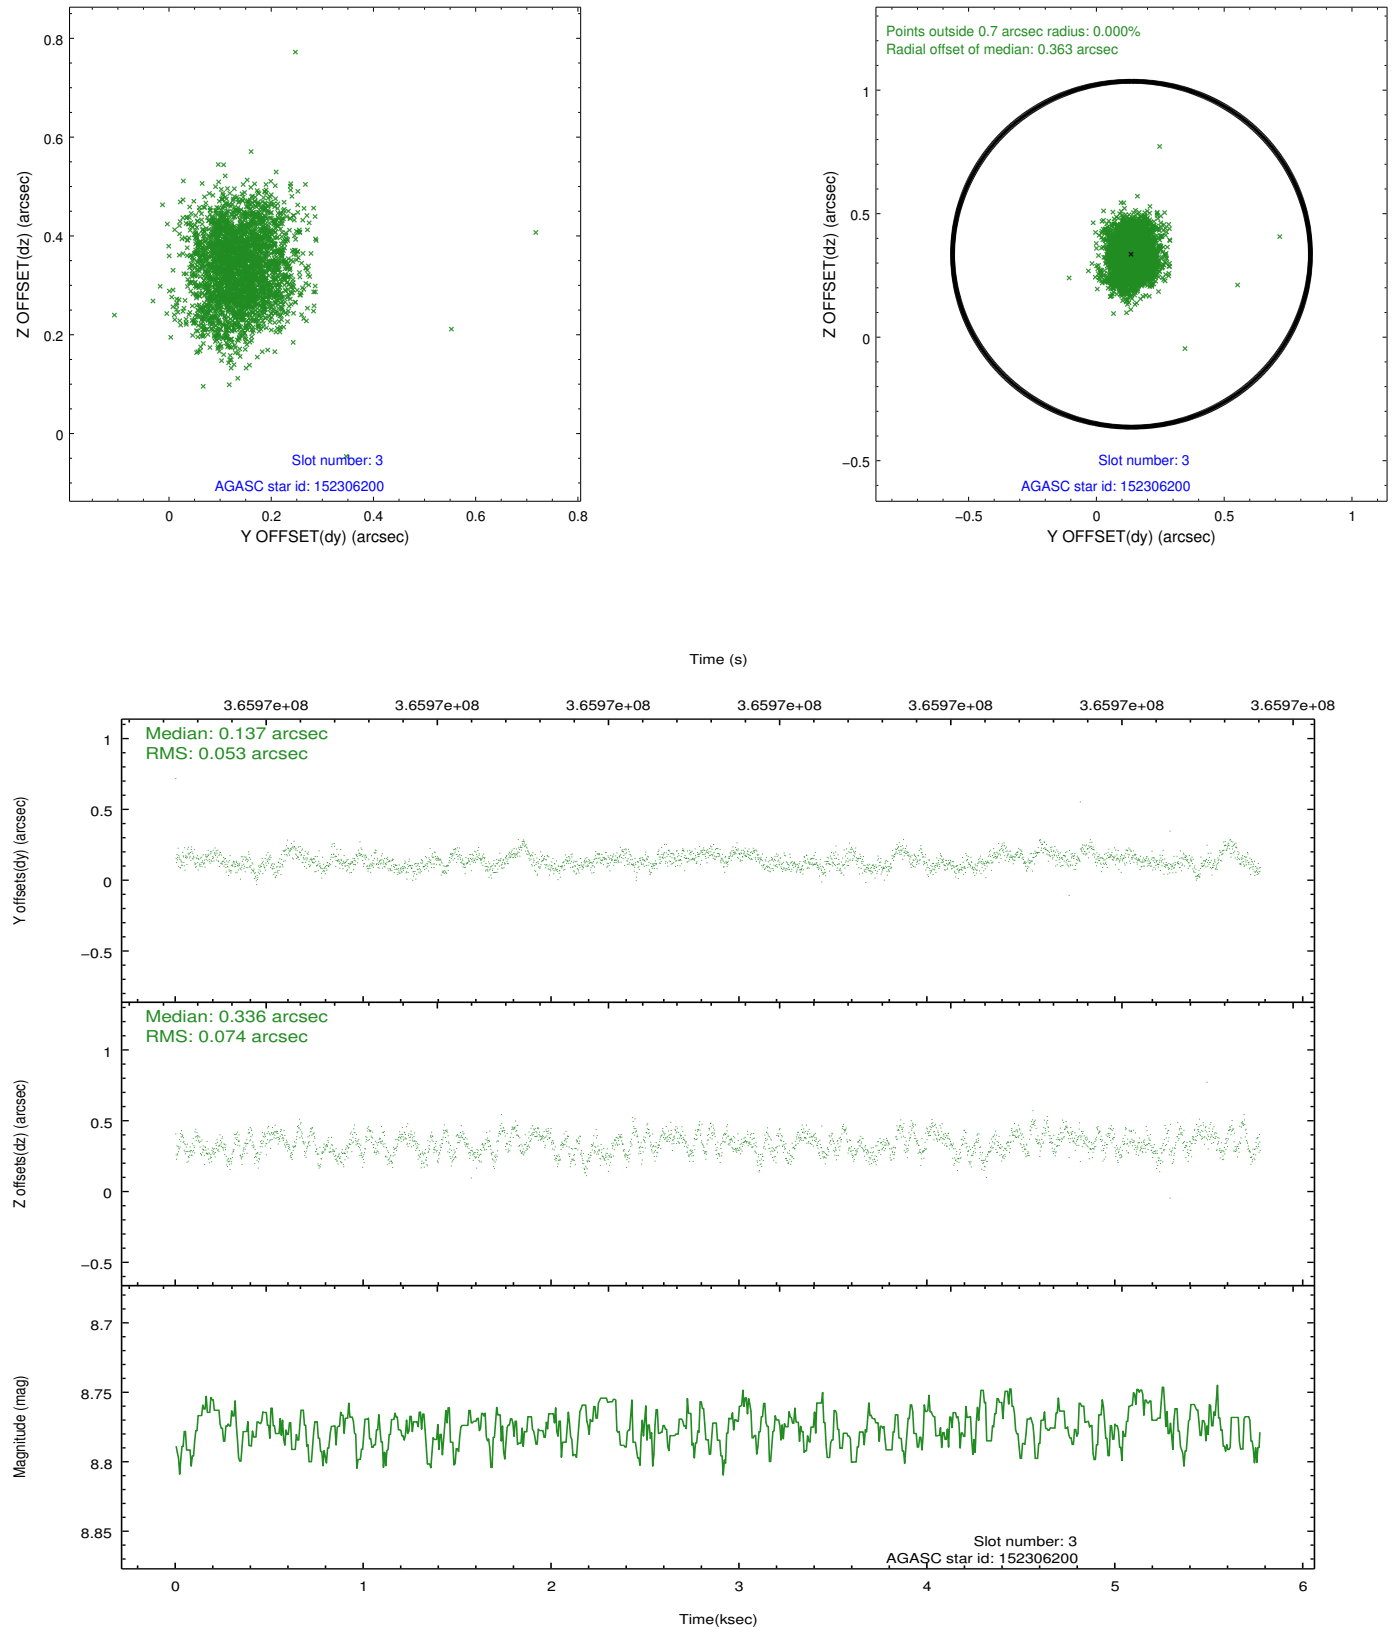 0.8
0.6
0.4
0.2
0
Z OFFSET(dz) (arcsec)
Slot number: 3
AGASC star id: 152306200
0 0.2 0.4 0.6 0.8
Y OFFSET(dy) (arcsec)
Points outside 0.7 arcsec radius: 0.000%
Radial offset of median: 0.363 arcsec
1
0.5
0
−0.5
Z OFFSET(dz) (arcsec)
Slot number: 3
AGASC star id: 152306200
−0.5 0 0.5 1
Y OFFSET(dy) (arcsec)
Time (s)
3.6597e+08 3.6597e+08 3.6597e+08 3.6597e+08 3.6597e+08 3.6597e+08 3.6597e+08
Median: 0.137 arcsec
RMS: 0.053 arcsec
1
0.5
0
−0.5
Y offsets(dy) (arcsec)
Median: 0.336 arcsec
RMS: 0.074 arcsec
1
0.5
0
−0.5
Z offsets(dz) (arcsec)
8.7
8.75
8.8
8.85
Magnitude (mag)
Slot number: 3
AGASC star id: 152306200
0 1 2 3 4 5 6
Time(ksec)